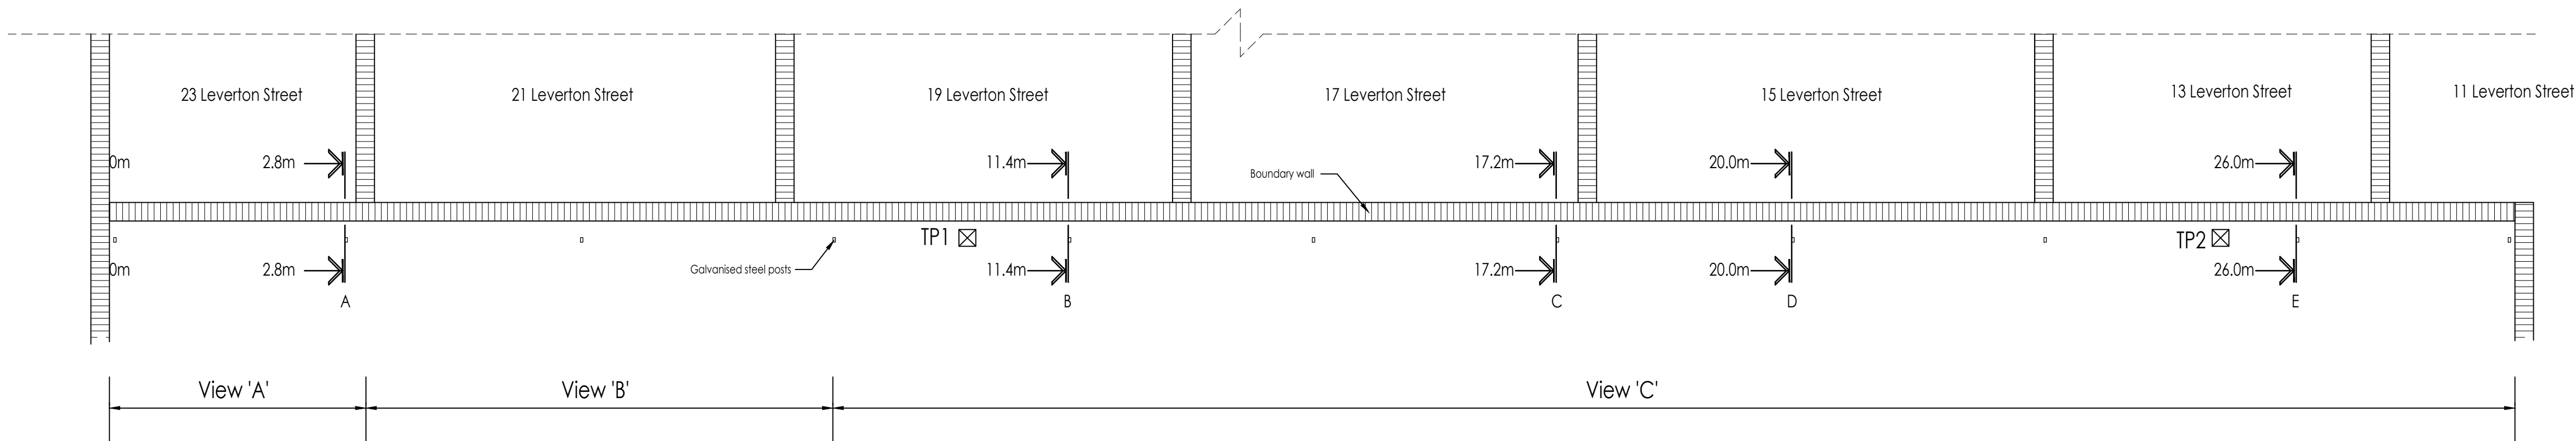 23 Leverton Street
21 Leverton Street
19 Leverton Street
17 Leverton Street
15 Leverton Street
13 Leverton Street
11 Leverton Street
0m
2.8m
11.4m
17.2m
20.0m
26.0m
Boundary wall
TP1
TP2
Galvanised steel posts
0m
2.8m
11.4m
17.2m
20.0m
26.0m
A
B
C
D
E
View 'A'
View 'B'
View 'C'